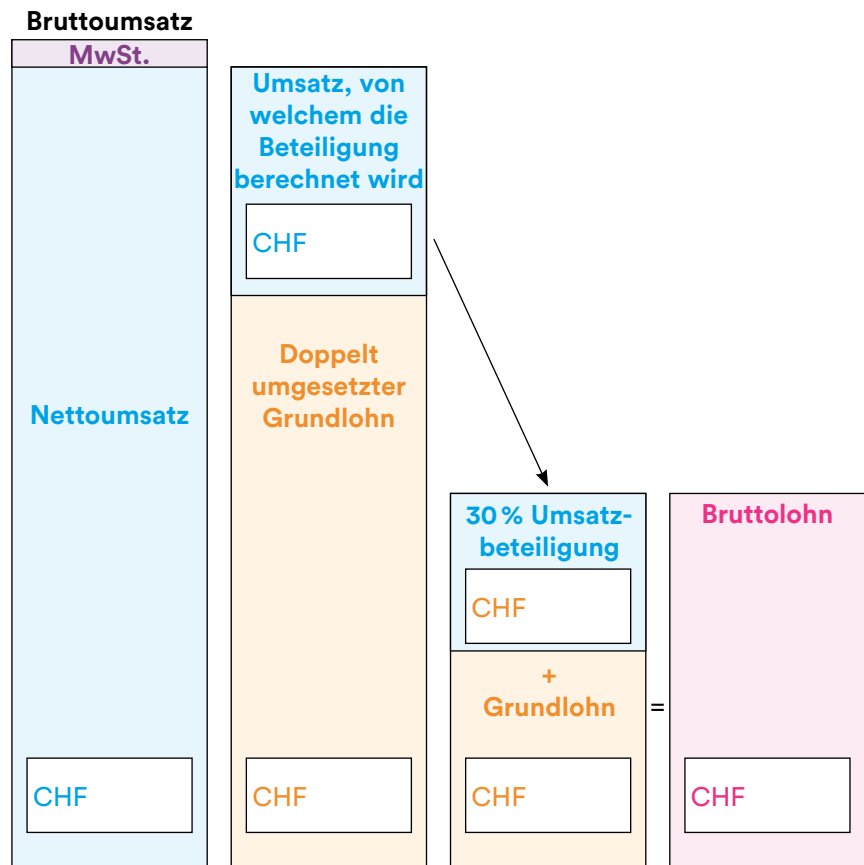 Bruttoumsatz
MwSt.
Nettoumsatz
CHF
Umsatz, von
welchem die
Beteiligung
berechnet wird
CHF
Doppelt
umgesetzter
Grundlohn
CHF
30 % Umsatz-
beteiligung
CHF
+
Grundlohn
CHF
=
Bruttolohn
CHF